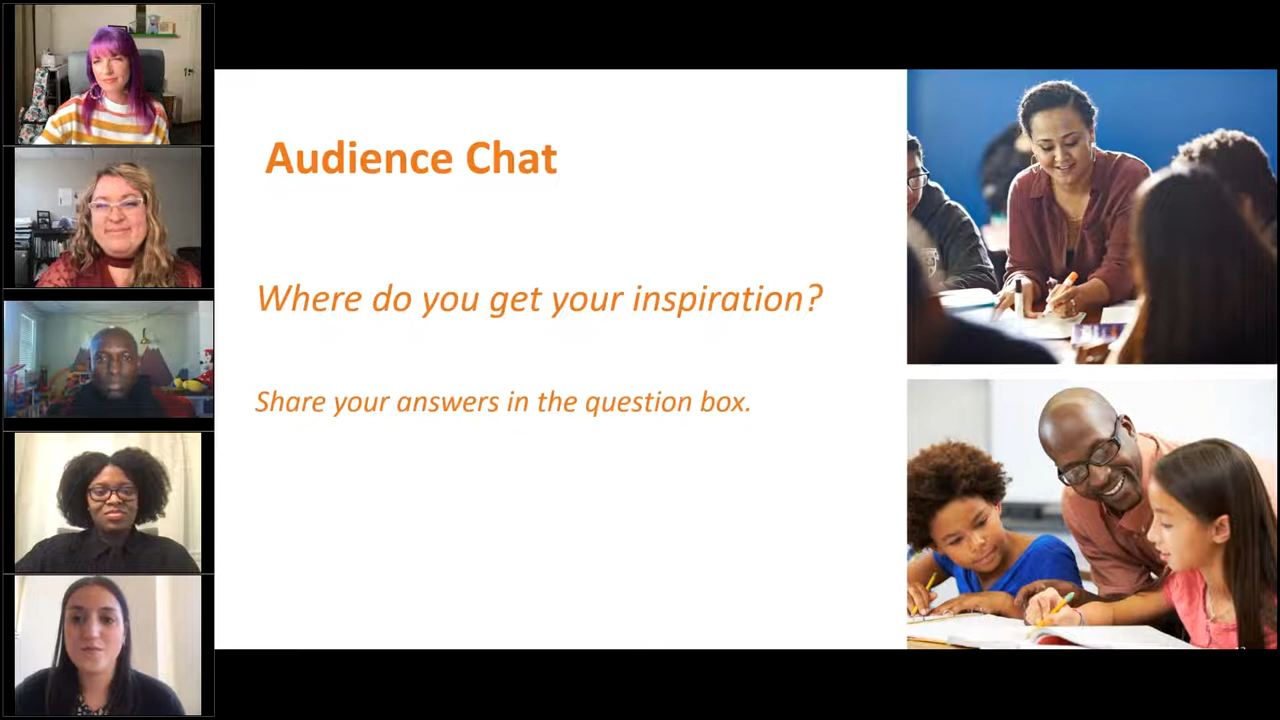 Audience Chat
Where do you get your inspiration?
Share your answers in the question box.